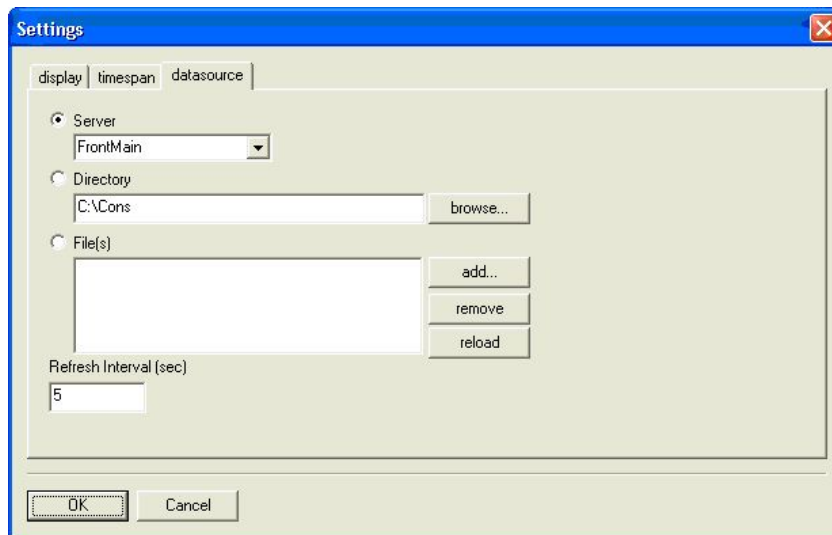 Settings
display timespan datasource
Server
FrontMain
Directory
C:\Cons browse...
File(s)
add...
remove
reload
Refresh Interval (sec)
5
OK Cancel